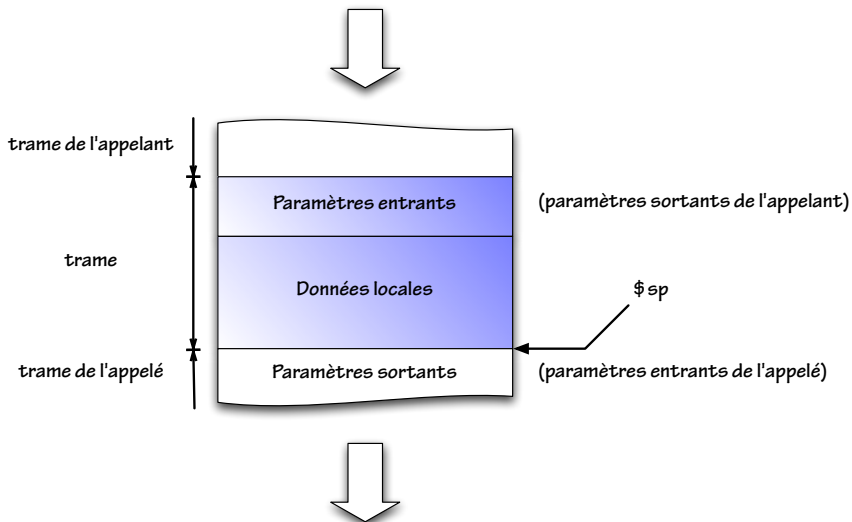 trame de l'appelant
Paramètres entrants
(paramètres sortants de l'appelant)
trame
Données locales
$sp
trame de l'appelé
Paramètres sortants
(paramètres entrants de l'appelé)